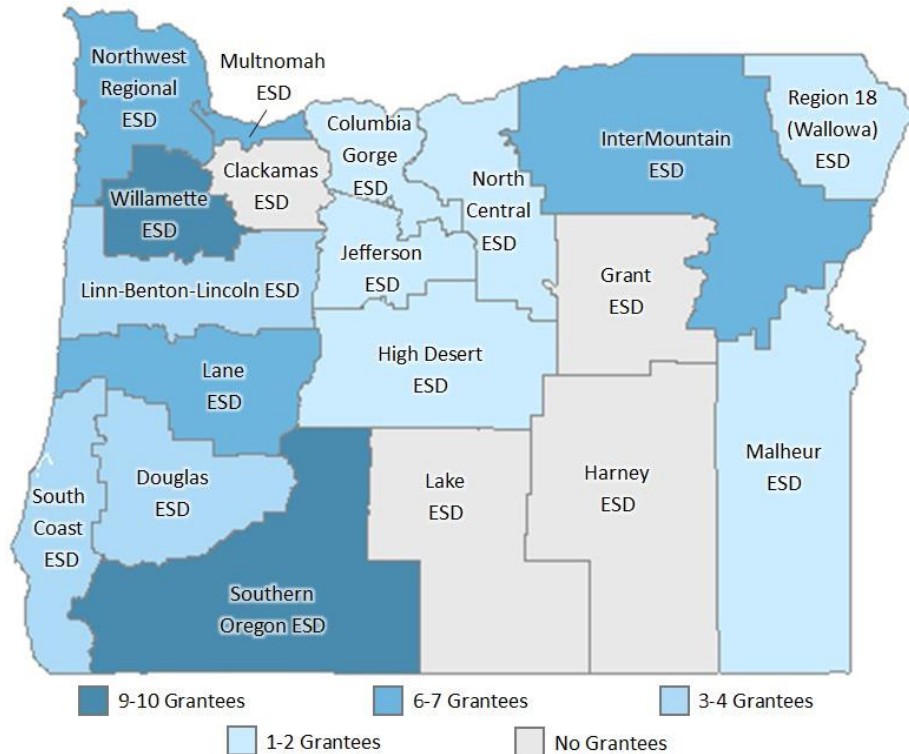 Northwest
Regional
ESD
Multnomah
ESD
Columbia
Gorge
ESD
Region 18
(Wallowa)
ESD
InterMountain
ESD
Clackamas
ESD
North
Central
ESD
Willamette
ESD
Jefferson
ESD
Grant
ESD
Linn-Benton-Lincoln ESD
High Desert
ESD
Lane
ESD
Malheur
ESD
Douglas
ESD
Lake
ESD
Harney
ESD
South
Coast
ESD
Southern
Oregon ESD
9-10 Grantees
6-7 Grantees
3-4 Grantees
1-2 Grantees
No Grantees